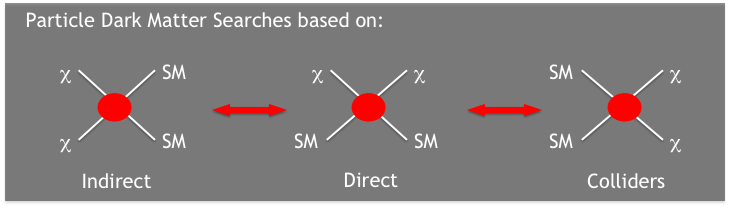 Particle Dark Matter Searches based on:
χ SM χ χ SM χ
χ SM SM SM SM χ
Indirect Direct Colliders